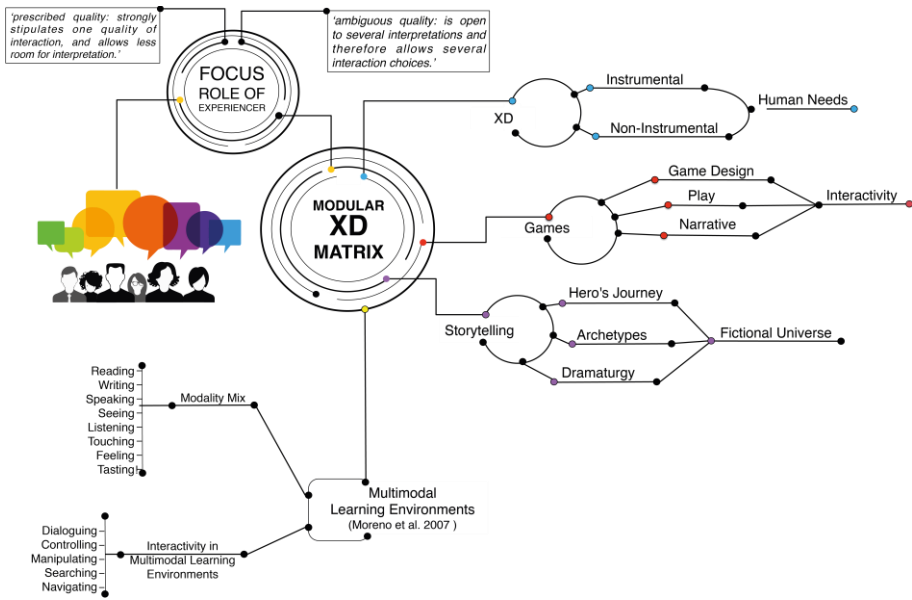 'prescribed quality: strongly
stipulates one quality of
interaction, and allows less
room for interpretation.'
'ambiguous quality: is open
to several interpretations and
therefore allows several
interaction choices.'
FOCUS
ROLE OF
EXPERIENCER
MODULAR
XD
MATRIX
XD
Instrumental
Non-Instrumental
Human Needs
Games
Game Design
Play
Narrative
Interactivity
Storytelling
Hero's Journey
Archetypes
Dramaturgy
Fictional Universe
Reading
Writing
Speaking
Seeing
Listening
Touching
Feeling
Tasting
Modality Mix
Multimodal
Learning Environments
(Moreno et al. 2007 )
Dialoguing
Controlling
Manipulating
Searching
Navigating
Interactivity in
Multimodal Learning
Environments